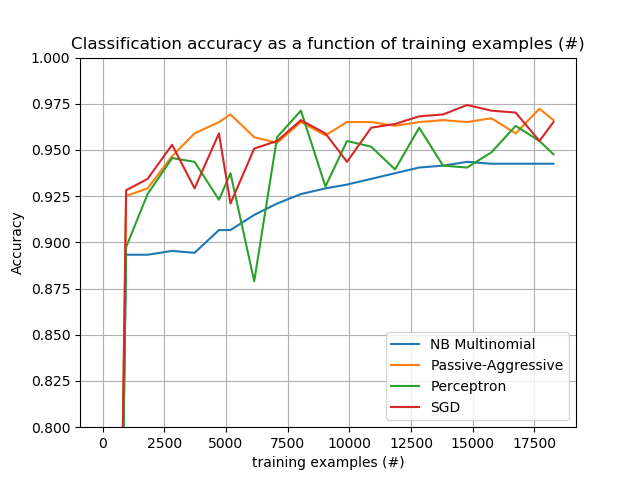 Classification accuracy as a function of training examples (#)
1.000
0.975
0.950
0.925
0.900
0.875
0.850
0.825
0.800
Accuracy
NB Multinomial
Passive-Aggressive
Perceptron
SGD
0 2500 5000 7500 10000 12500 15000 17500
training examples (#)